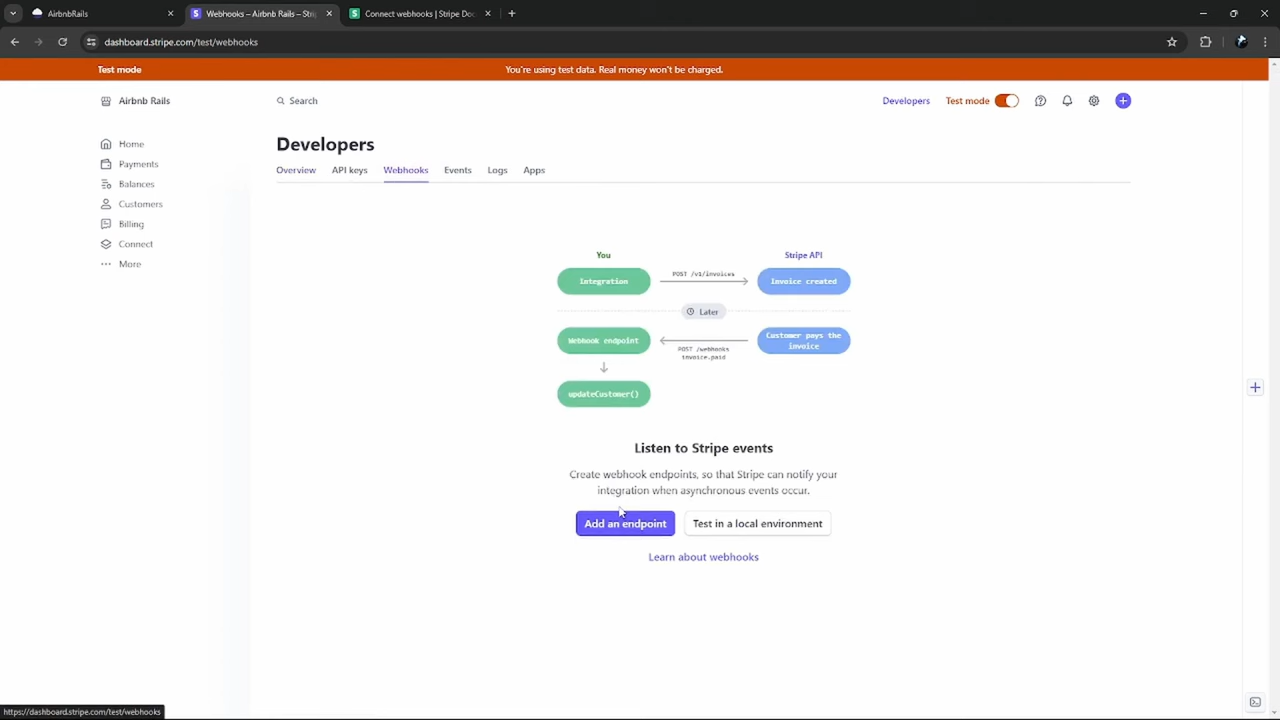 AirbnbRails
Webhooks – Airbnb Rails – Stri
Connect webhooks | Stripe Doc
dashboard.stripe.com/test/webhooks
Test mode
You're using test data. Real money won't be charged.
Airbnb Rails
Search
Developers
Test mode
Home
Payments
Balances
Customers
Billing
Connect
More
Developers
Overview
API keys
Webhooks
Events
Logs
Apps
You
Stripe API
Integration
POST /v1/invoices
Invoice created
Later
Webhook endpoint
POST /webhooks
invoice.paid
Customer pays the
invoice
updateCustomer()
Listen to Stripe events
Create webhook endpoints, so that Stripe can notify your
integration when asynchronous events occur.
Add an endpoint
Test in a local environment
Learn about webhooks
https://dashboard.stripe.com/test/webhooks